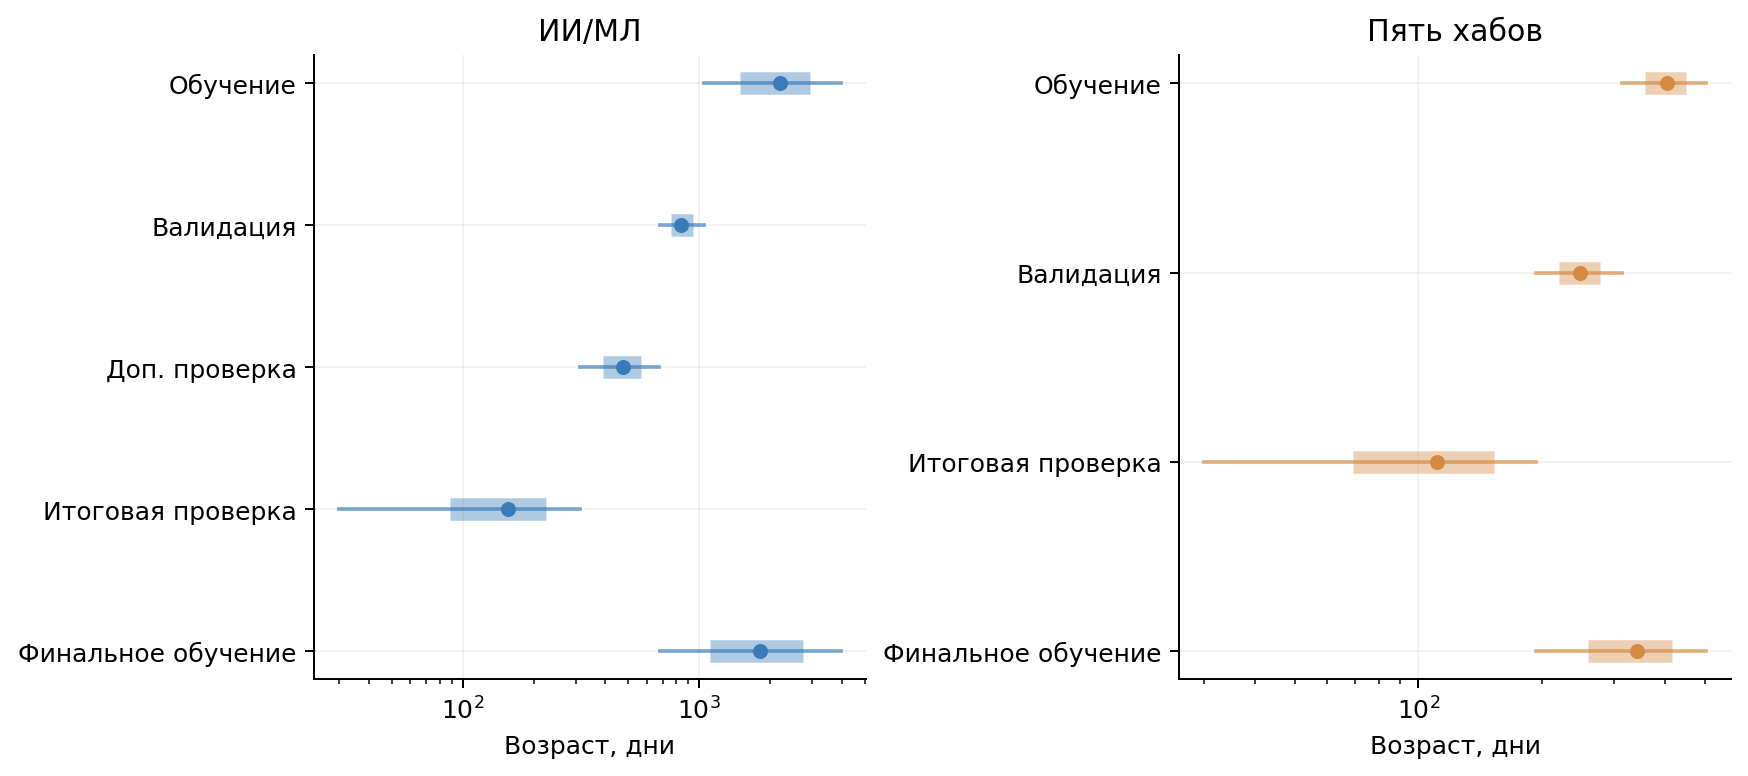 ИИ/МЛ
Обучение
Валидация
Доп. проверка
Итоговая проверка
Финальное обучение
10²
10³
Возраст, дни
Пять хабов
Обучение
Валидация
Итоговая проверка
Финальное обучение
10²
Возраст, дни